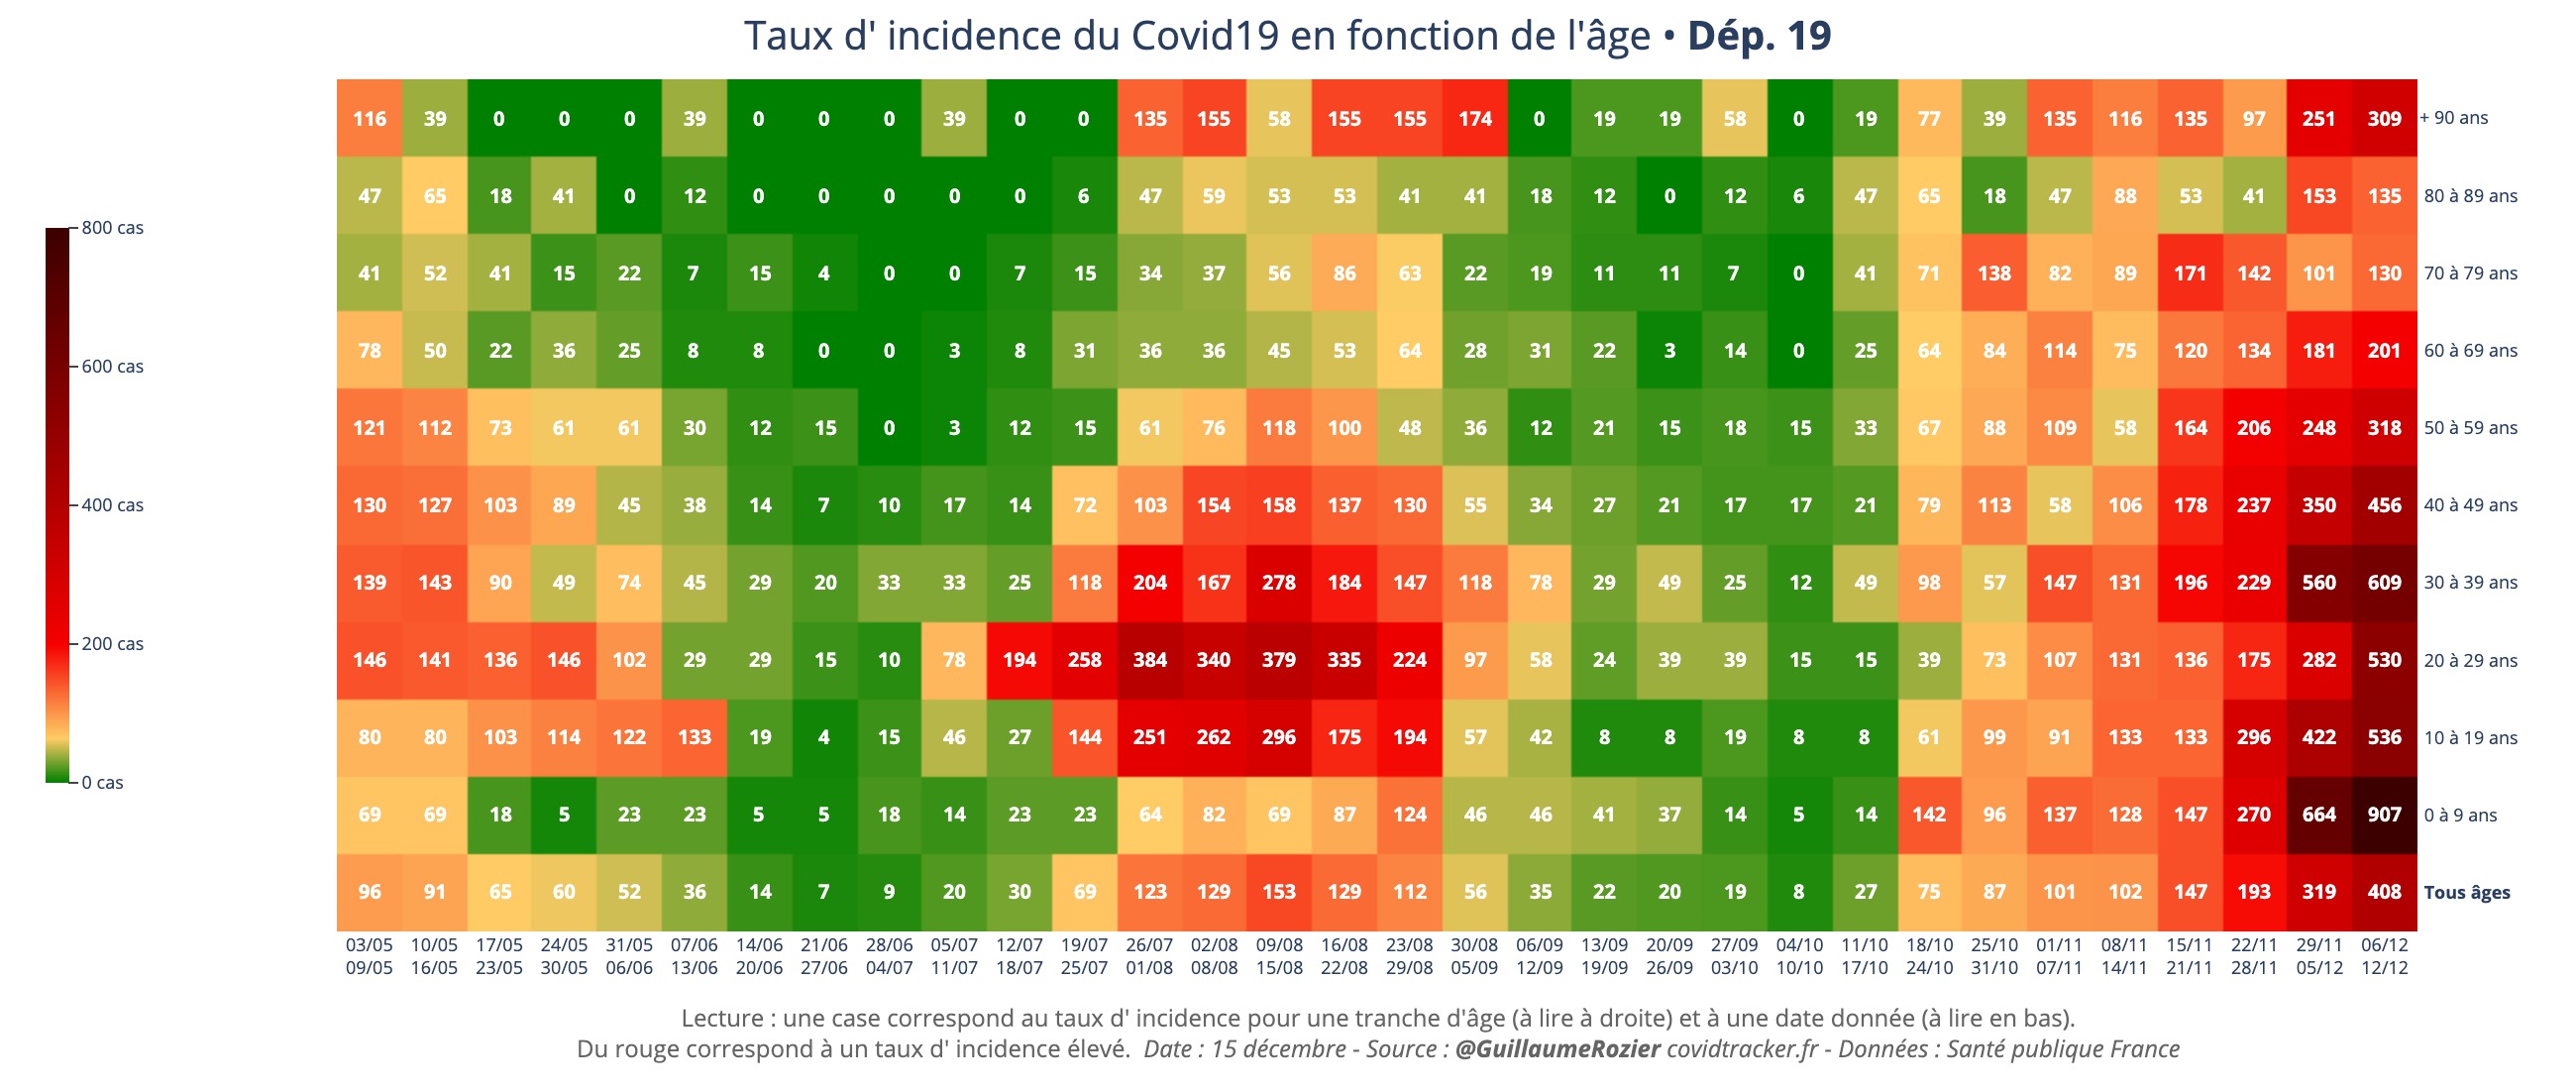 Taux d' incidence du Covid19 en fonction de l'âge • Dép. 19
800 cas
600 cas
400 cas
200 cas
0 cas
116 39 0 0 0 39 0 0 0 39 0 0 135 155 58 155 155 174 0 19 19 58 0 19 77 39 135 116 135 97 251 309 + 90 ans
47 65 18 41 0 12 0 0 0 0 0 6 47 59 53 53 41 41 18 12 0 12 6 47 65 18 47 88 53 41 153 135 80 à 89 ans
41 52 41 15 22 7 15 4 0 0 7 15 34 37 56 86 63 22 19 11 11 7 0 41 71 138 82 89 171 142 101 130 70 à 79 ans
78 50 22 36 25 8 8 0 0 3 8 31 36 36 45 53 64 28 31 22 3 14 0 25 64 84 114 75 120 134 181 201 60 à 69 ans
121 112 73 61 61 30 12 15 0 3 12 15 61 76 118 100 48 36 12 21 15 18 15 33 67 88 109 58 164 206 248 318 50 à 59 ans
130 127 103 89 45 38 14 7 10 17 14 72 103 154 158 137 130 55 34 27 21 17 17 21 79 113 58 106 178 237 350 456 40 à 49 ans
139 143 90 49 74 45 29 20 33 33 25 118 204 167 278 184 147 118 78 29 49 25 12 49 98 57 147 131 196 229 560 609 30 à 39 ans
146 141 136 146 102 29 29 15 10 78 194 258 384 340 379 335 224 97 58 24 39 39 15 15 39 73 107 131 136 175 282 530 20 à 29 ans
80 80 103 114 122 133 19 4 15 46 27 144 251 262 296 175 194 57 42 8 8 19 8 8 61 99 91 133 133 296 422 536 10 à 19 ans
69 69 18 5 23 23 5 5 18 14 23 23 64 82 69 87 124 46 46 41 37 14 5 14 142 96 137 128 147 270 664 907 0 à 9 ans
96 91 65 60 52 36 14 7 9 20 30 69 123 129 153 129 112 56 35 22 20 19 8 27 75 87 101 102 147 193 319 408 Tous âges
03/05 10/05 17/05 24/05 31/05 07/06 14/06 21/06 28/06 05/07 12/07 19/07 26/07 02/08 09/08 16/08 23/08 30/08 06/09 13/09 20/09 27/09 04/10 11/10 18/10 25/10 01/11 08/11 15/11 22/11 29/11 06/12
09/05 16/05 23/05 30/05 06/06 13/06 20/06 27/06 04/07 11/07 18/07 25/07 01/08 08/08 15/08 22/08 29/08 05/09 12/09 19/09 26/09 03/10 10/10 17/10 24/10 31/10 07/11 14/11 21/11 28/11 05/12 12/12
Lecture : une case correspond au taux d' incidence pour une tranche d'âge (à lire à droite) et à une date donnée (à lire en bas).
Du rouge correspond à un taux d' incidence élevé. Date : 15 décembre - Source : @GuillaumeRozier covidtracker.fr - Données : Santé publique France